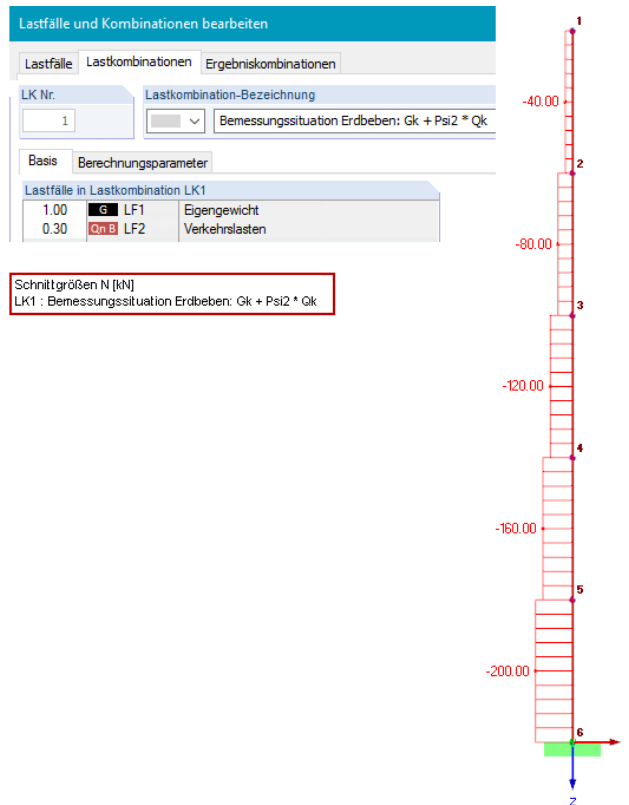 Lastfälle und Kombinationen bearbeiten
Lastfälle Lastkombinationen Ergebniskombinationen
LK Nr. Lastkombination-Bezeichnung
1 Bemessungssituation Erdbeben: Gk + Psi2 * Qk
Basis Berechnungsparameter
Lastfälle in Lastkombination LK1
1.00 G LF1 Eigengewicht
0.30 Qn B LF2 Verkehrslasten
Schnittgrößen N [kN]
LK1 : Bemessungssituation Erdbeben: Gk + Psi2 * Qk
1
-40.00
2
-80.00
3
-120.00
4
-160.00
5
-200.00
6
Z